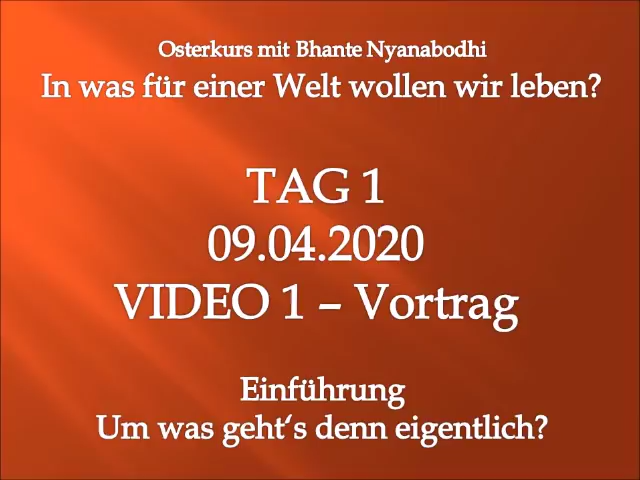 Osterkurs mit Bhante Nyanabodhi
In was für einer Welt wollen wir leben?
TAG 1
09.04.2020
VIDEO 1 – Vortrag
Einführung
Um was geht‘s denn eigentlich?